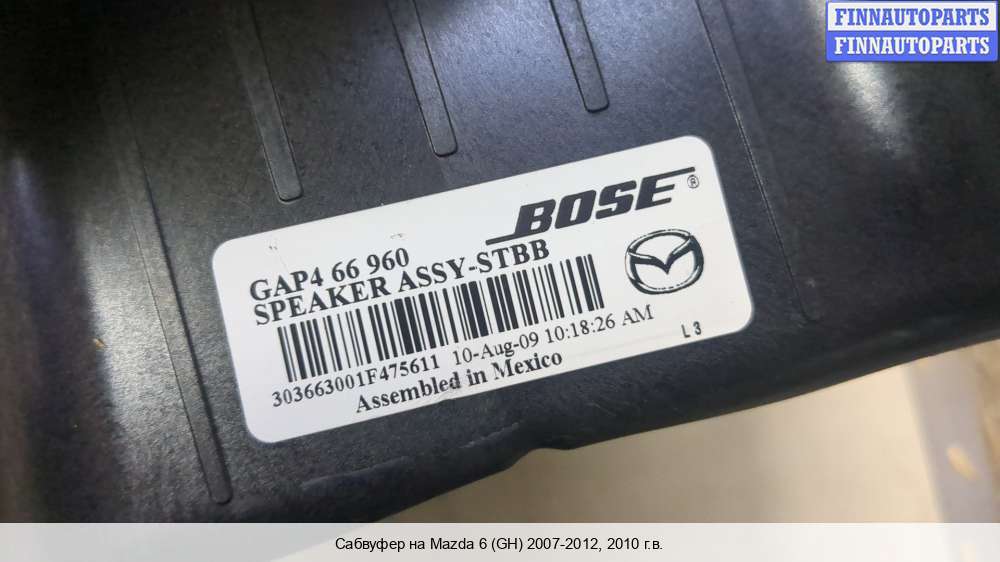 FINNAUTOPARTS
FINNAUTOPARTS
BOSE®
GAP4 66 960
SPEAKER ASSY-STBB
303663001F475611 10-Aug-09 10:18:26 AM
Assembled in Mexico
L 3
Сабвуфер на Mazda 6 (GH) 2007-2012, 2010 г.в.